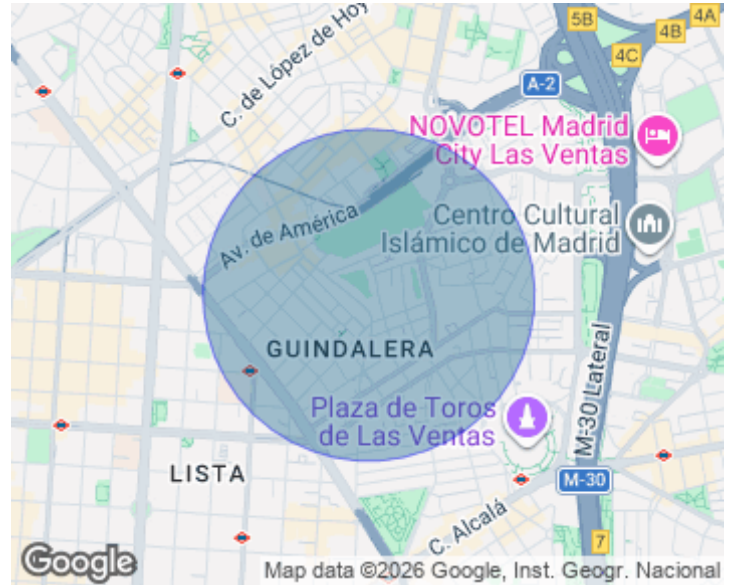 5B
4A
4B
4C
C. de López de Hoy
A-2
NOVOTEL Madrid
City Las Ventas
Av. de América
Centro Cultural
Islámico de Madrid
GUINDALERA
M-30 Lateral
Plaza de Toros
de Las Ventas
LISTA
M-30
C. Alcalá
7
Google
Map data ©2026 Google, Inst. Geogr. Nacional